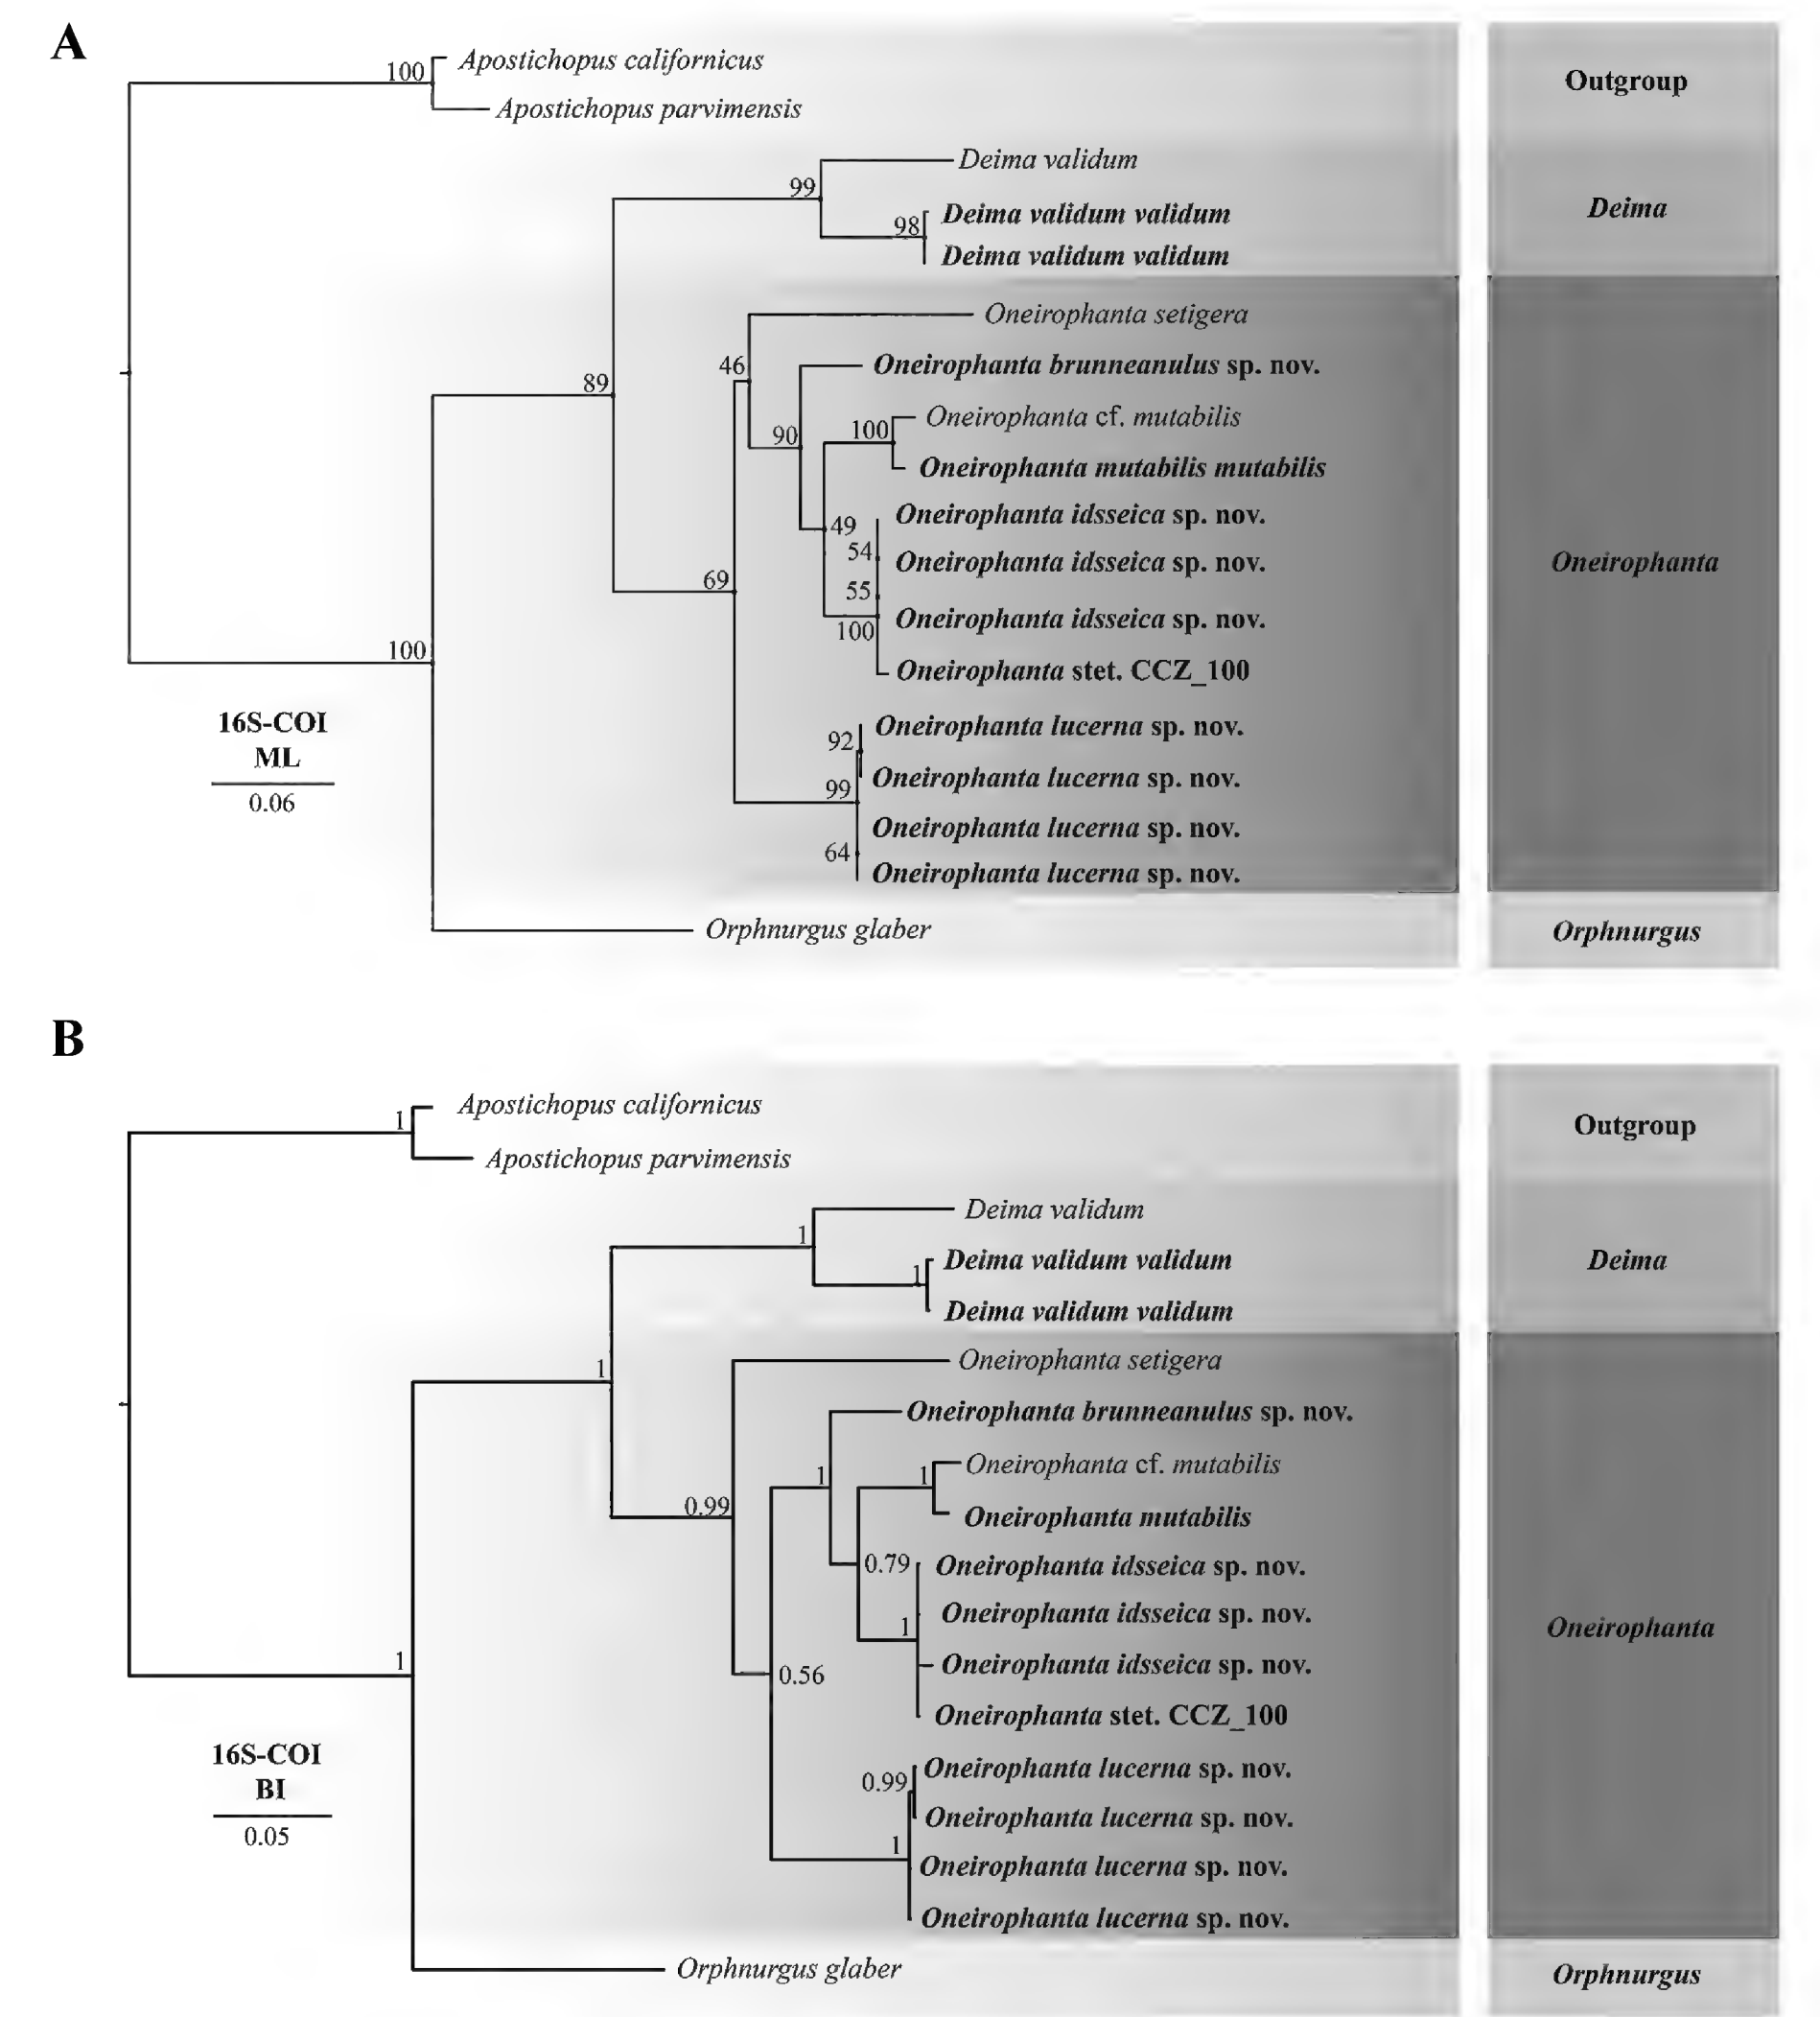 A
100
Apostichopus californicus
Apostichopus parvimensis
Outgroup
99
Deima validum
98
Deima validum validum
Deima validum validum
Deima
89
46
Oneirophanta setigera
Oneirophanta brunneanulus sp. nov.
90
100
Oneirophanta cf. mutabilis
Oneirophanta mutabilis mutabilis
49
Oneirophanta idsseica sp. nov.
54
Oneirophanta idsseica sp. nov.
Oneirophanta
69
55
Oneirophanta idsseica sp. nov.
100
Oneirophanta stet. CCZ_100
100
Oneirophanta lucerna sp. nov.
92
Oneirophanta lucerna sp. nov.
99
Oneirophanta lucerna sp. nov.
64
Oneirophanta lucerna sp. nov.
16S-COI
ML
0.06
Orphnurgus glaber
Orphnurgus
B
1
Apostichopus californicus
Apostichopus parvimensis
Outgroup
1
Deima validum
1
Deima validum validum
Deima validum validum
Deima
1
Oneirophanta setigera
Oneirophanta brunneanulus sp. nov.
1
1
Oneirophanta cf. mutabilis
0.99
Oneirophanta mutabilis
0.79
Oneirophanta idsseica sp. nov.
Oneirophanta idsseica sp. nov.
1
Oneirophanta idsseica sp. nov.
Oneirophanta
1
0.56
Oneirophanta stet. CCZ_100
0.99
Oneirophanta lucerna sp. nov.
Oneirophanta lucerna sp. nov.
1
Oneirophanta lucerna sp. nov.
Oneirophanta lucerna sp. nov.
16S-COI
BI
0.05
Orphnurgus glaber
Orphnurgus